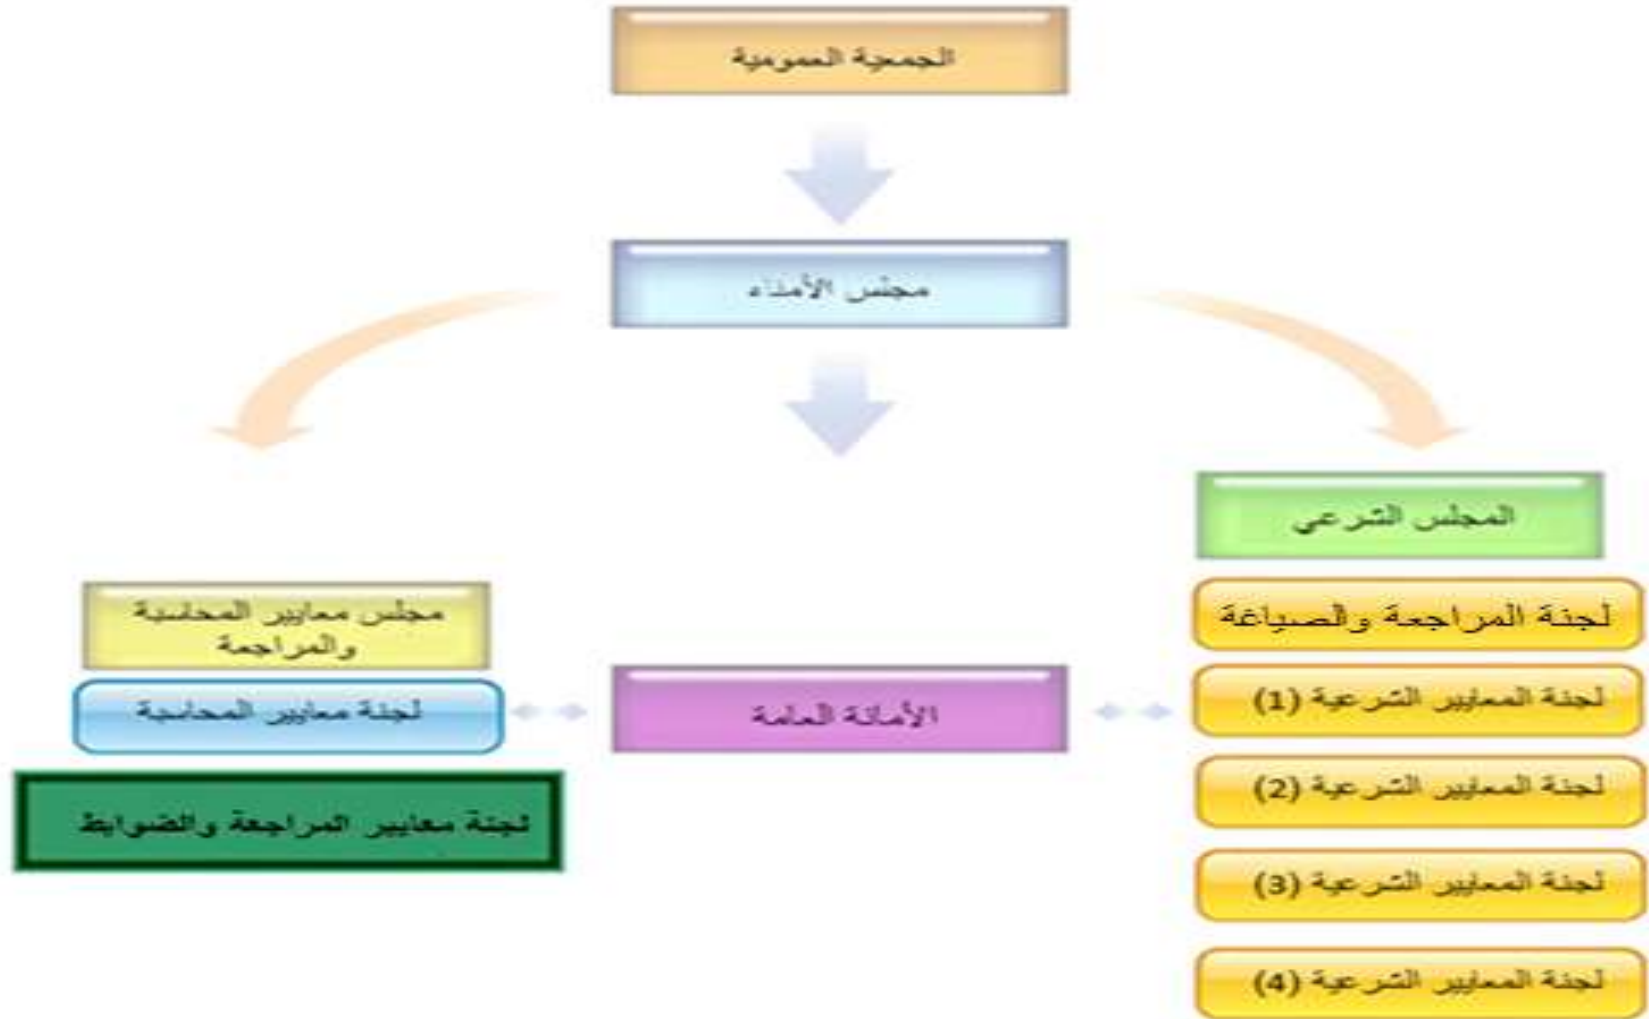 الجمعية العمومية
مجلس الأمناء
المجلس الشرعي
لجنة المراجعة والصياغة
لجنة المعايير الشرعية (1)
لجنة المعايير الشرعية (2)
لجنة المعايير الشرعية (3)
لجنة المعايير الشرعية (4)
الأمانة العامة
مجلس معايير المحاسبة
والمراجعة
لجنة معايير المحاسبة
لجنة معايير المراجعة والضوابط